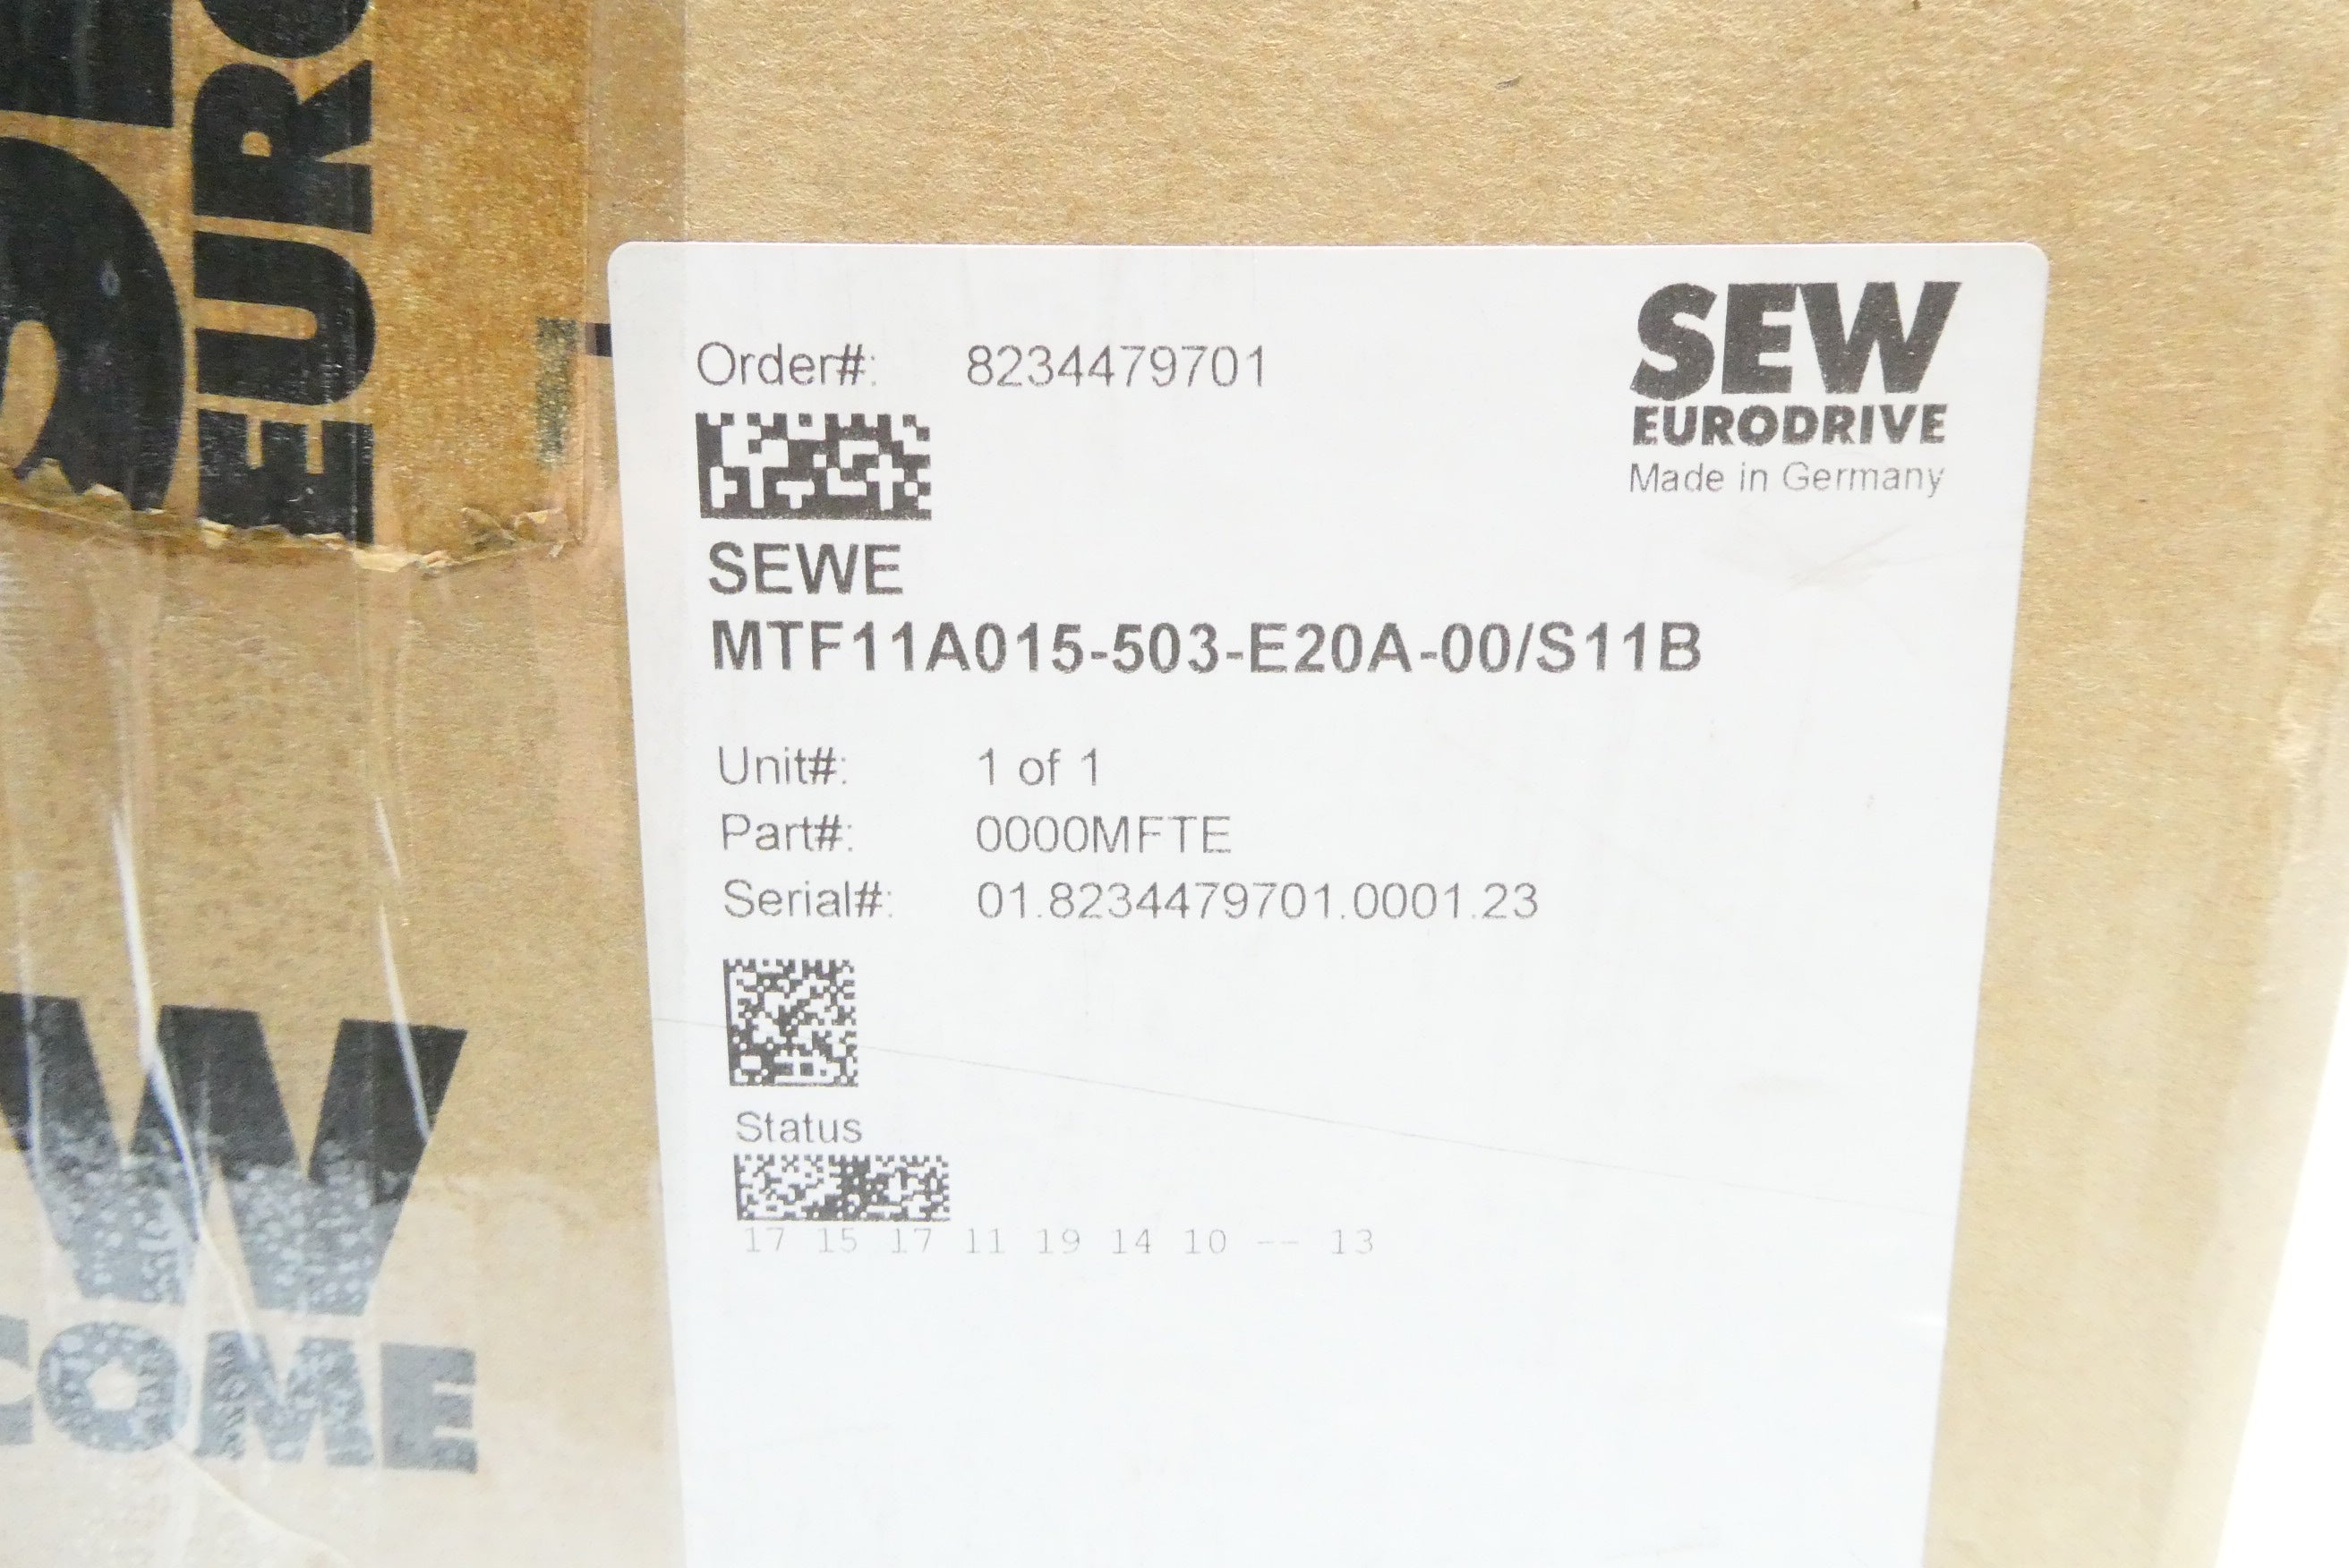 EURO
Order#: 8234479701
SEW
EURODRIVE
Made in Germany
SEWE
MTF11A015-503-E20A-00/S11B
Unit#: 1 of 1
Part#: 0000MFTE
Serial#: 01.8234479701.0001.23
Status
17 15 17 11 19 14 10 -- 13
W
COME